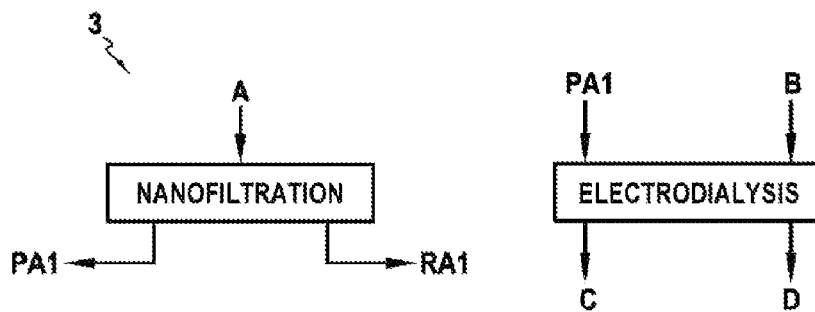 3
A
NANOFILTRATION
PA1
RA1
PA1
B
ELECTRODIALYSIS
C
D